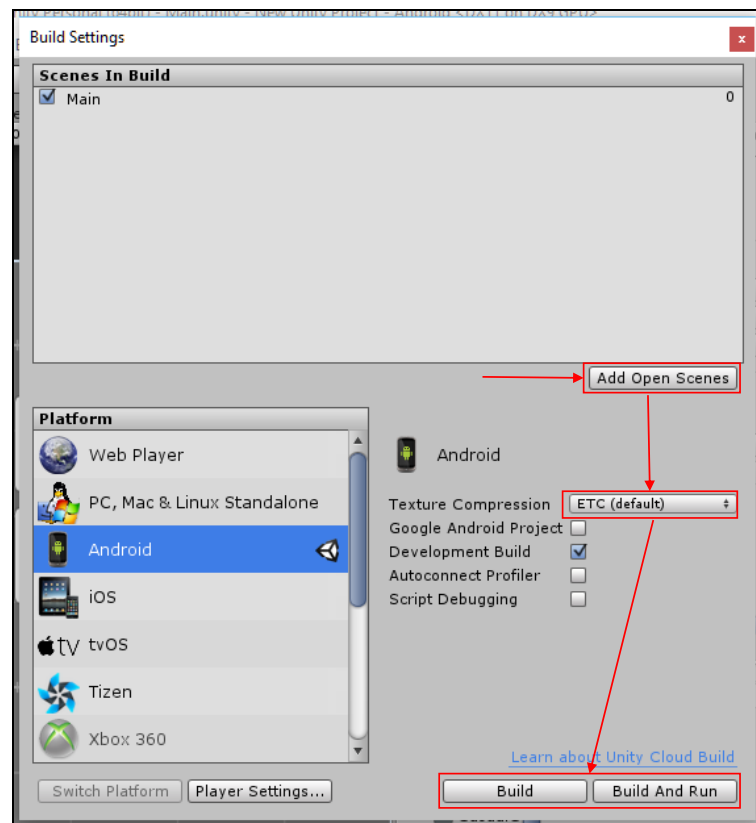 Build Settings
x
Scenes In Build
Main 0
Add Open Scenes
Platform
Web Player
PC, Mac & Linux Standalone
Android
iOS
tv tvOS
Tizen
Xbox 360
Android
Texture Compression ETC (default)
Google Android Project
Development Build
Autoconnect Profiler
Script Debugging
Learn about Unity Cloud Build
Switch Platform Player Settings... Build Build And Run